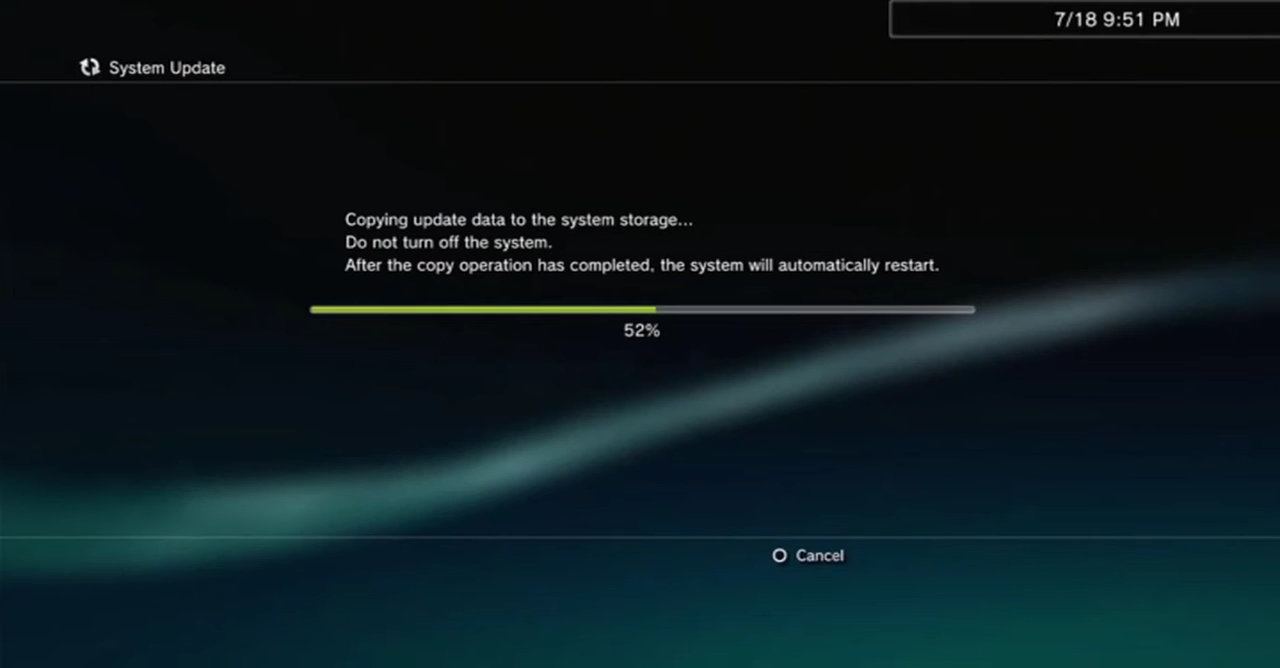 7/18 9:51 PM
System Update
Copying update data to the system storage...
Do not turn off the system.
After the copy operation has completed, the system will automatically restart.
52%
Cancel